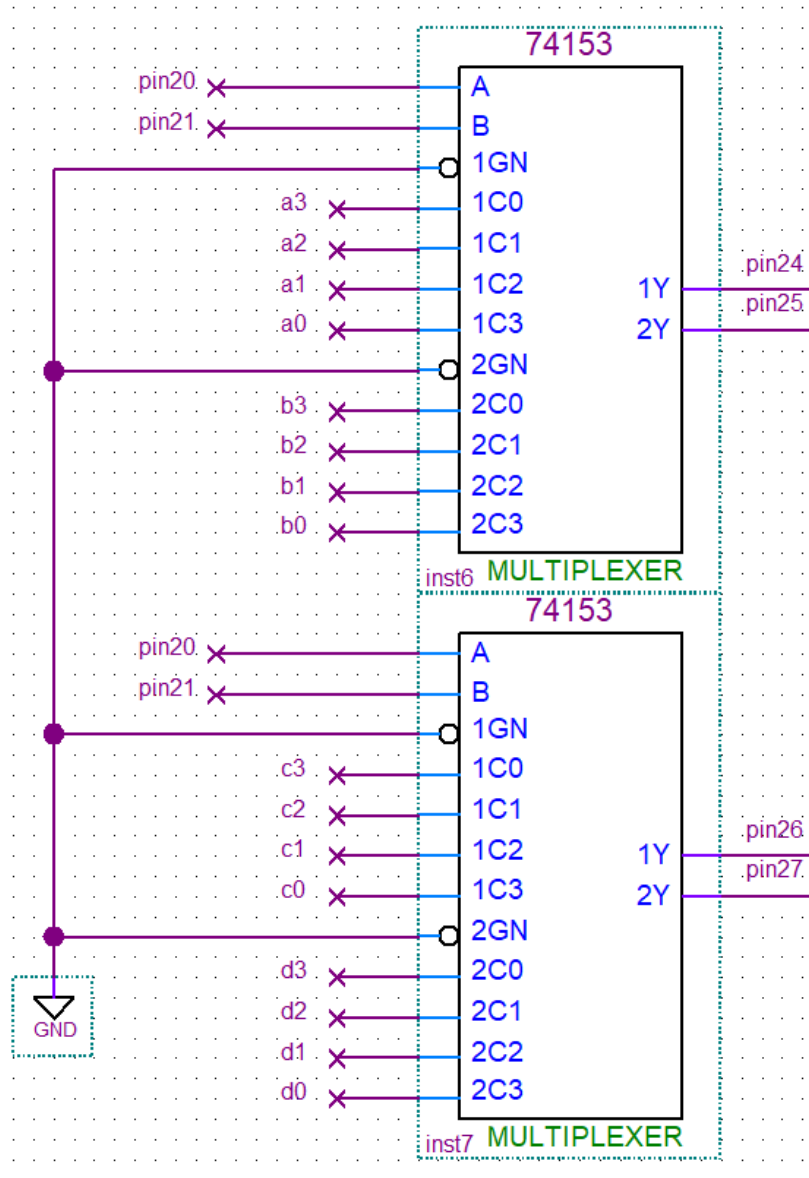 74153
pin20 A
pin21 B
1GN
a3 1C0
a2 1C1
a1 1C2 1Y pin24
a0 1C3 2Y pin25
2GN
b3 2C0
b2 2C1
b1 2C2
b0 2C3
inst6 MULTIPLEXER
74153
pin20 A
pin21 B
1GN
c3 1C0
c2 1C1
c1 1C2 1Y pin26
c0 1C3 2Y pin27
2GN
d3 2C0
GND
d2 2C1
d1 2C2
d0 2C3
inst7 MULTIPLEXER